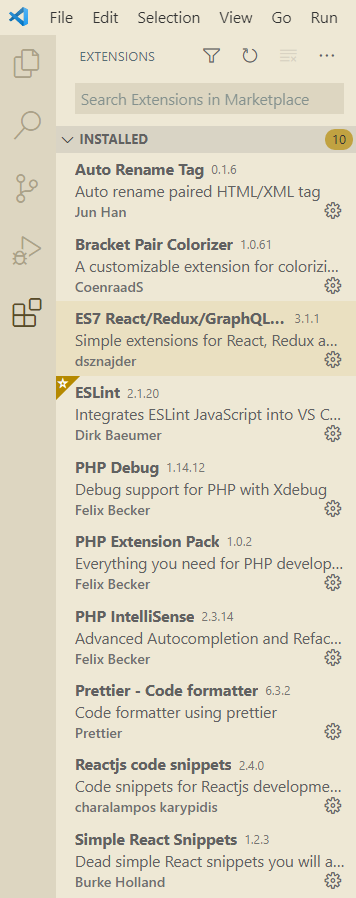 File Edit Selection View Go Run
EXTENSIONS
Search Extensions in Marketplace
INSTALLED 10
Auto Rename Tag 0.1.6
Auto rename paired HTML/XML tag
Jun Han
Bracket Pair Colorizer 1.0.61
A customizable extension for colorizi...
CoenraadS
ES7 React/Redux/GraphQL... 3.1.1
Simple extensions for React, Redux a...
dsznajder
ESLint 2.1.20
Integrates ESLint JavaScript into VS C...
Dirk Baeumer
PHP Debug 1.14.12
Debug support for PHP with Xdebug
Felix Becker
PHP Extension Pack 1.0.2
Everything you need for PHP develop...
Felix Becker
PHP IntelliSense 2.3.14
Advanced Autocompletion and Refac...
Felix Becker
Prettier - Code formatter 6.3.2
Code formatter using prettier
Prettier
Reactjs code snippets 2.4.0
Code snippets for Reactjs developme...
charalampos karypidis
Simple React Snippets 1.2.3
Dead simple React snippets you will a...
Burke Holland